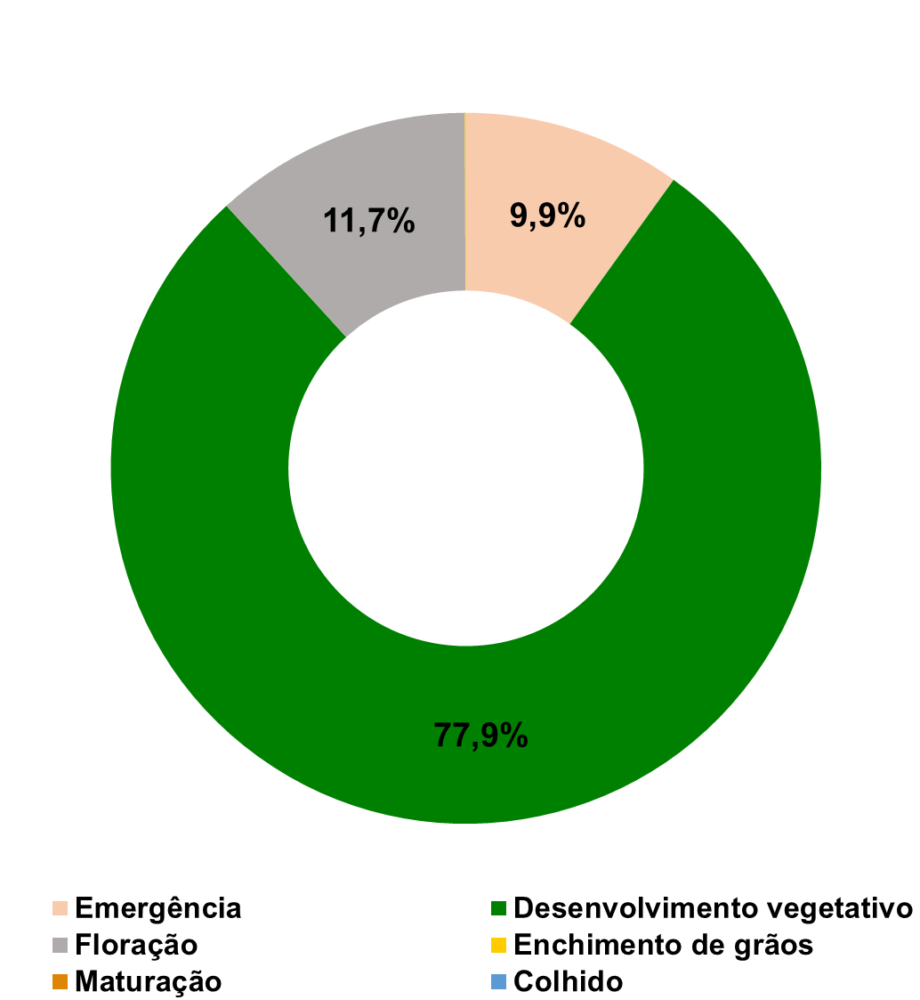 11,7%
9,9%
77,9%
Emergência
Desenvolvimento vegetativo
Floração
Enchimento de grãos
Maturação
Colhido